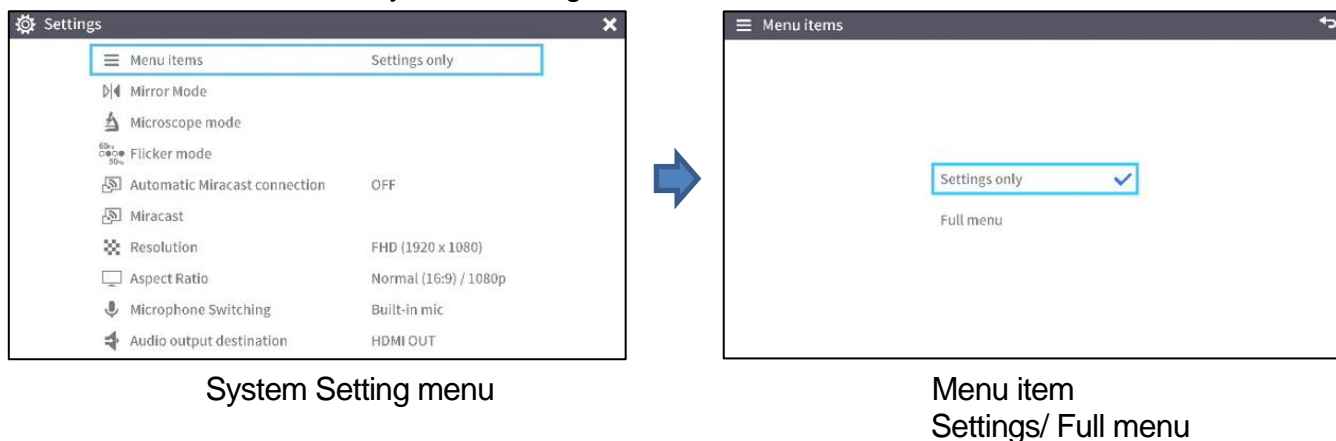 Settings
Menu items Settings only
Mirror Mode
Microscope mode
60Hz
50Hz
Flicker mode
Automatic Miracast connection OFF
Miracast
Resolution FHD (1920 x 1080)
Aspect Ratio Normal (16:9) / 1080p
Microphone Switching Built-in mic
Audio output destination HDMI OUT
System Setting menu
Menu items
Settings only
Full menu
Menu item
Settings/ Full menu